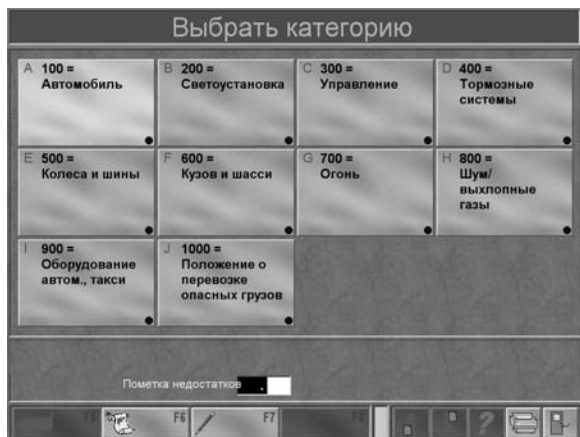 Выбрать категорию
A 100 =
Автомобиль
B 200 =
Светоустановка
C 300 =
Управление
D 400 =
Тормозные
системы
E 500 =
Колеса и шины
F 600 =
Кузов и шасси
G 700 =
Огонь
H 800 =
Шум/
выхлопные
газы
I 900 =
Оборудование
автом., такси
J 1000 =
Положение о
перевозке
опасных грузов
Пометка недостатков .
F5 F6 F7 F8 ?